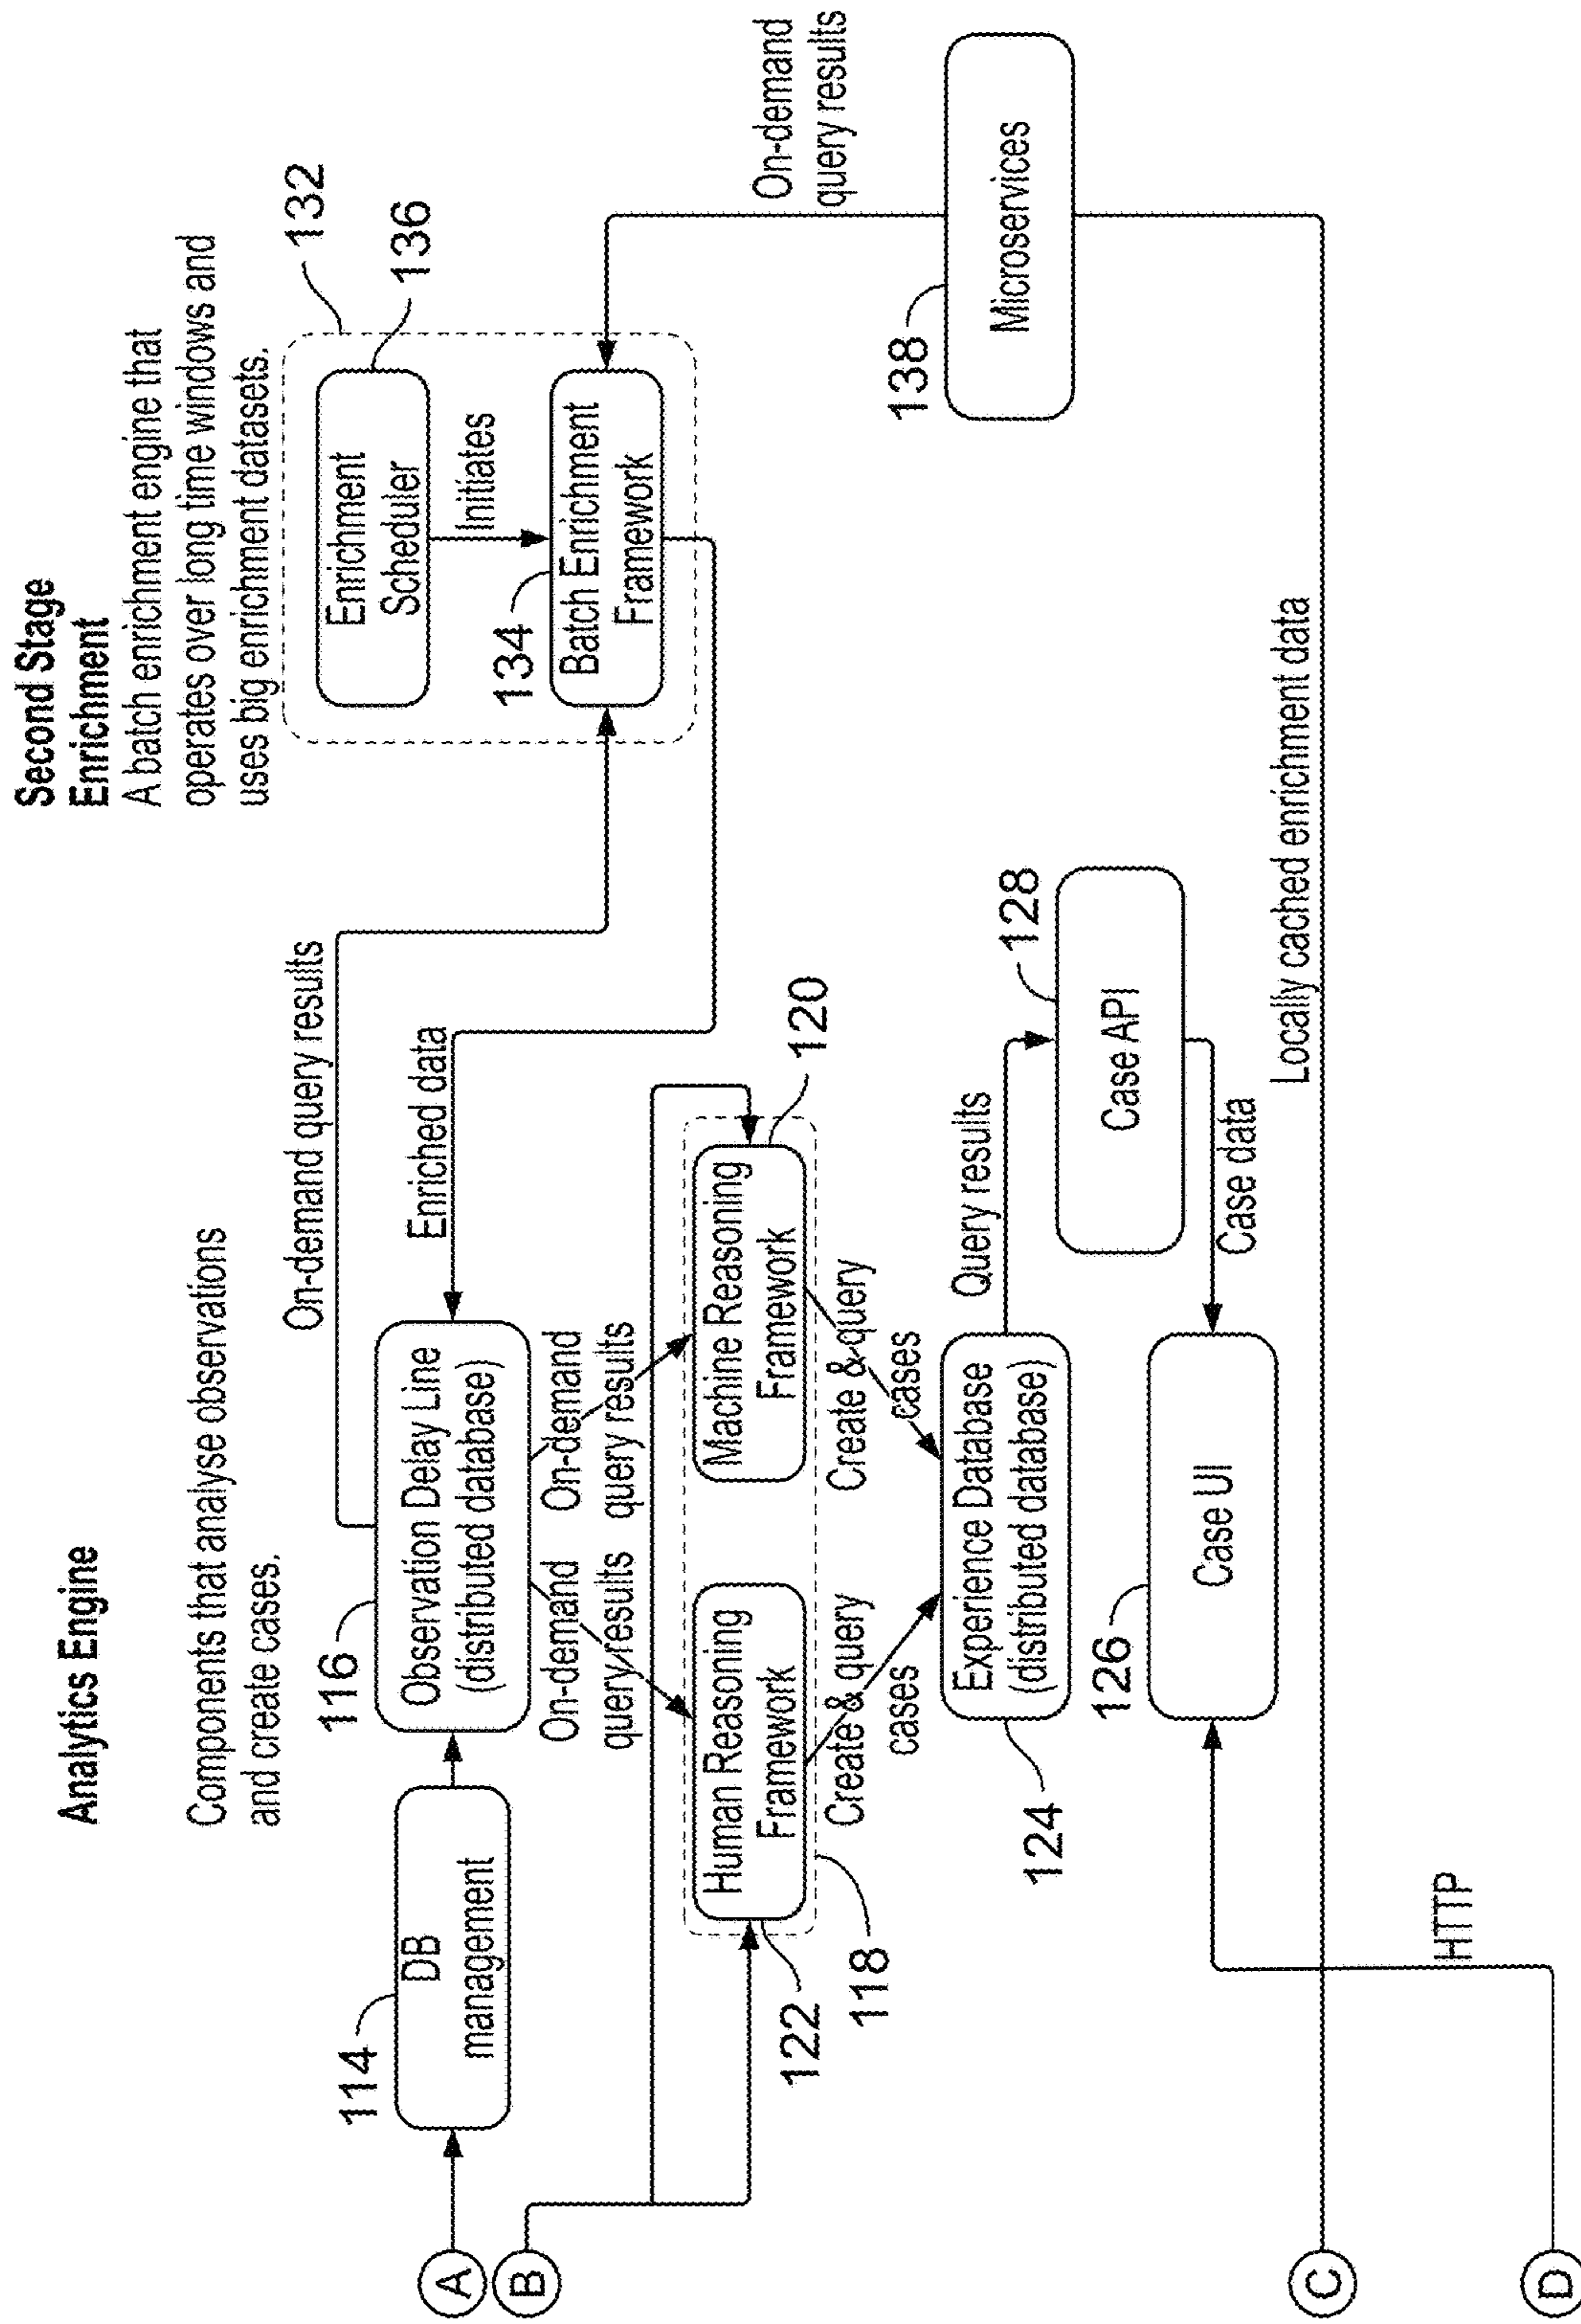 Analytics Engine
Components that analyse observations
and create cases.
Second Stage
Enrichment
A batch enrichment engine that
operates over long time windows and
uses big enrichment datasets.
132
136
Enrichment
Scheduler
Initiates
134
Batch Enrichment
Framework
On-demand query results
Enriched data
A
114
DB
management
116
Observation Delay Line
(distributed database)
B
On-demand
query results
On-demand
query results
122
118
Human Reasoning
Framework
Machine Reasoning
Framework
120
Create & query
cases
Create & query
cases
On-demand
query results
138
Microservices
124
Experience Database
(distributed database)
Query results
128
Case API
Case data
126
Case UI
C
Locally cached enrichment data
D
HTTP